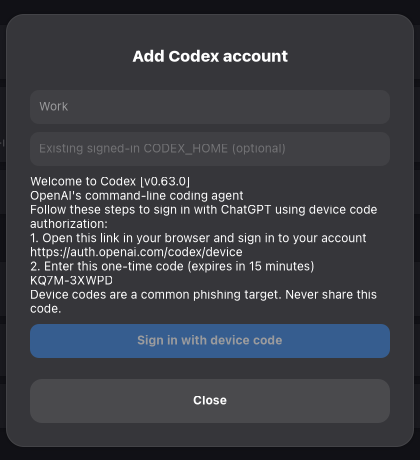 Add Codex account
Work
Existing signed-in CODEX_HOME (optional)
Welcome to Codex [v0.63.0]
OpenAI's command-line coding agent
Follow these steps to sign in with ChatGPT using device code
authorization:
1. Open this link in your browser and sign in to your account
https://auth.openai.com/codex/device
2. Enter this one-time code (expires in 15 minutes)
KQ7M-3XWPD
Device codes are a common phishing target. Never share this
code.
Sign in with device code
Close